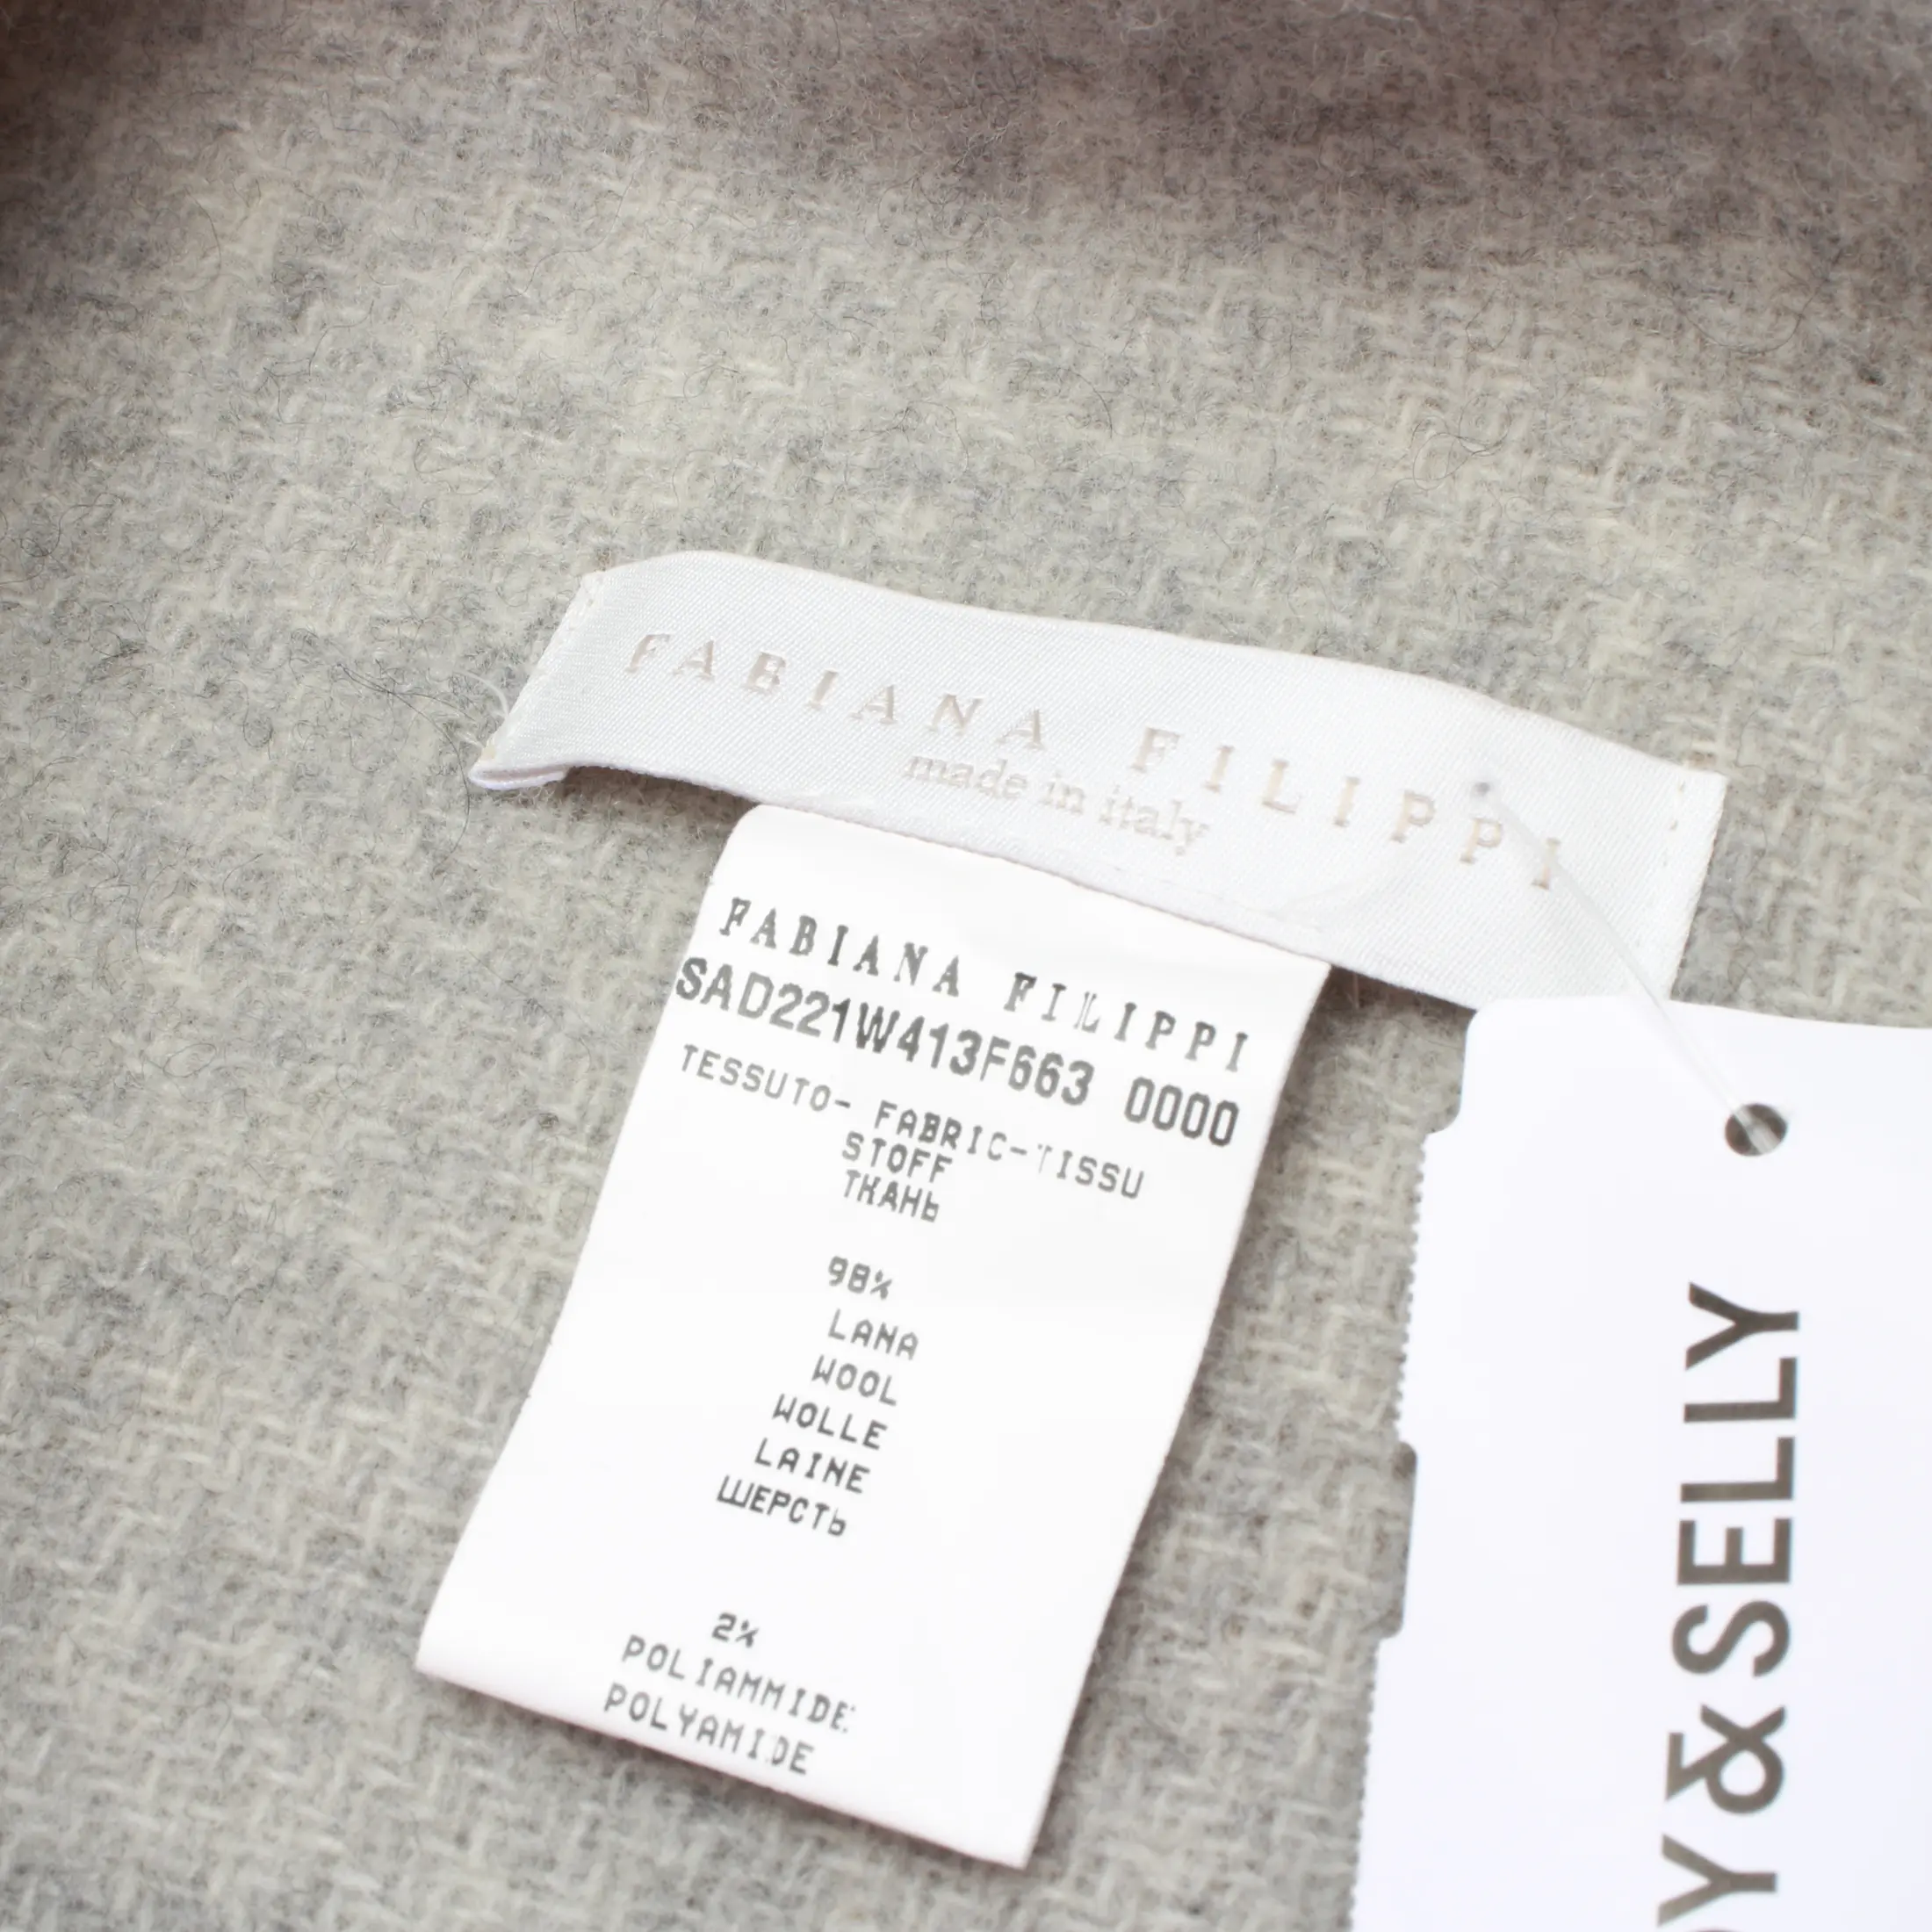 FABIANA FILIPPI
made in italy
FABIANA FILIPPI
SAD221W413F663 0000
TESSUTO- FABRIC-TISSU
STOFF
ТКАНЬ
98%
LANA
WOOL
WOLLE
LAINE
ШЕРСТЬ
2%
POLIAMMIDE
POLYAMIDE
Y&SELLY